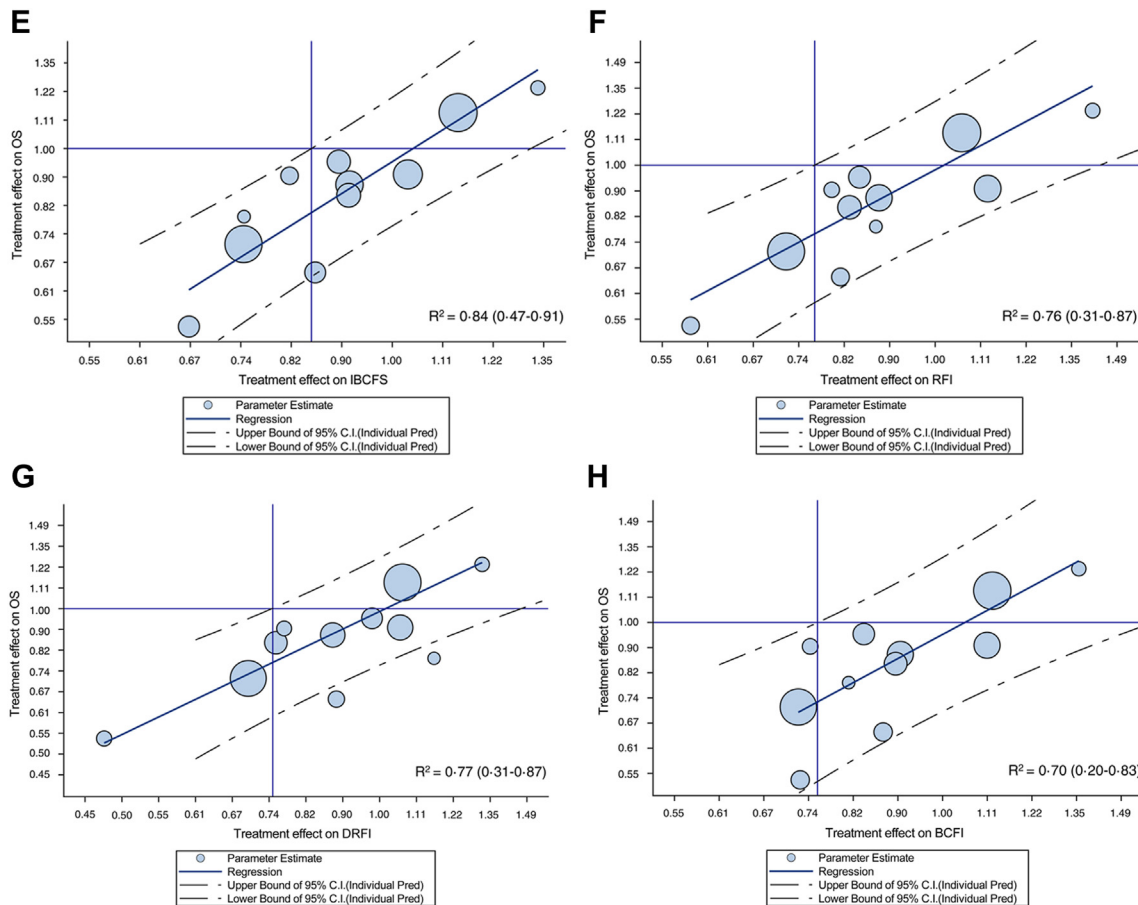 E
Treatment effect on OS
1.35
1.22
1.11
1.00
0.90
0.82
0.74
0.67
0.61
0.55
R² = 0·84 (0·47-0·91)
0.55 0.61 0.67 0.74 0.82 0.90 1.00 1.11 1.22 1.35
Treatment effect on IBCFS
Parameter Estimate
Regression
Upper Bound of 95% C.I.(Individual Pred)
Lower Bound of 95% C.I.(Individual Pred)
F
Treatment effect on OS
1.49
1.35
1.22
1.11
1.00
0.90
0.82
0.74
0.67
0.61
0.55
R² = 0·76 (0·31-0·87)
0.55 0.61 0.67 0.74 0.82 0.90 1.00 1.11 1.22 1.35 1.49
Treatment effect on RFI
Parameter Estimate
Regression
Upper Bound of 95% C.I.(Individual Pred)
Lower Bound of 95% C.I.(Individual Pred)
G
Treatment effect on OS
1.49
1.35
1.22
1.11
1.00
0.90
0.82
0.74
0.67
0.61
0.55
0.50
0.45
R² = 0·77 (0·31-0·87)
0.45 0.50 0.55 0.61 0.67 0.74 0.82 0.90 1.00 1.11 1.22 1.35 1.49
Treatment effect on DRFI
Parameter Estimate
Regression
Upper Bound of 95% C.I.(Individual Pred)
Lower Bound of 95% C.I.(Individual Pred)
H
Treatment effect on OS
1.49
1.35
1.22
1.11
1.00
0.90
0.82
0.74
0.67
0.61
0.55
R² = 0·70 (0·20-0·83)
0.55 0.61 0.67 0.74 0.82 0.90 1.00 1.11 1.22 1.35 1.49
Treatment effect on BCFI
Parameter Estimate
Regression
Upper Bound of 95% C.I.(Individual Pred)
Lower Bound of 95% C.I.(Individual Pred)